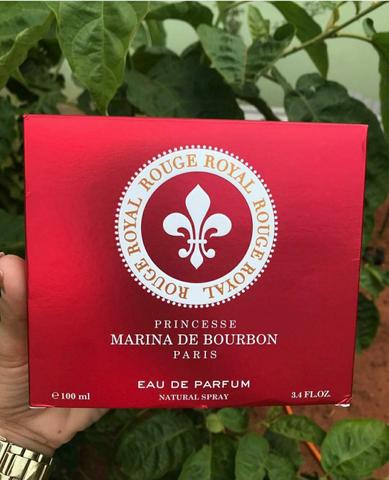 ROUGE ROYAL ROUGE ROYAL ROUGE ROYAL
PRINCESSE
MARINA DE BOURBON
PARIS
EAU DE PARFUM
NATURAL SPRAY
℮ 100 ml
3.4 FL.OZ.